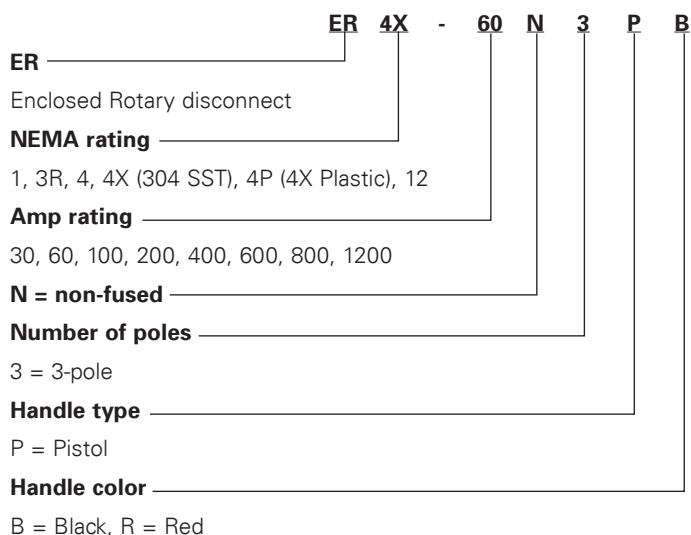 ER 4X - 60 N 3 P B
ER
Enclosed Rotary disconnect
NEMA rating
1, 3R, 4, 4X (304 SST), 4P (4X Plastic), 12
Amp rating
30, 60, 100, 200, 400, 600, 800, 1200
N = non-fused
Number of poles
3 = 3-pole
Handle type
P = Pistol
Handle color
B = Black, R = Red